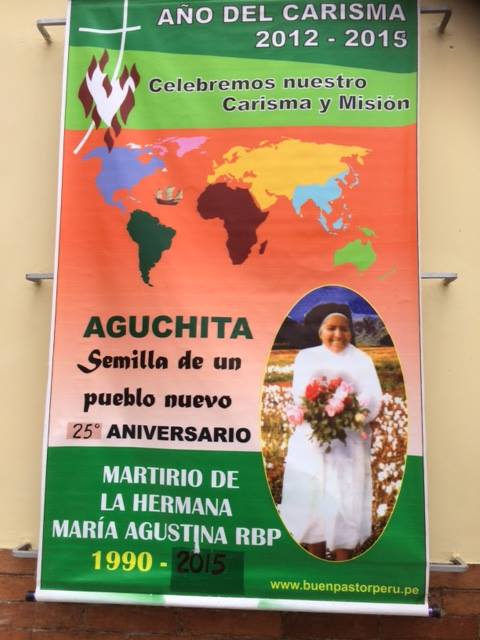 AÑO DEL CARISMA
2012 - 2015
Celebremos nuestro
Carisma y Misión
AGUCHITA
Semilla de un
pueblo nuevo
25° ANIVERSARIO
MARTIRIO DE
LA HERMANA
MARÍA AGUSTINA RBP
1990 - 2015
www.buenpastorperu.pe